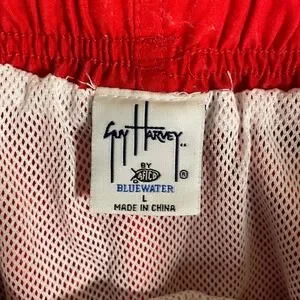 Guy Harvey
BY
AFTCO ®
BLUEWATER
L
MADE IN CHINA